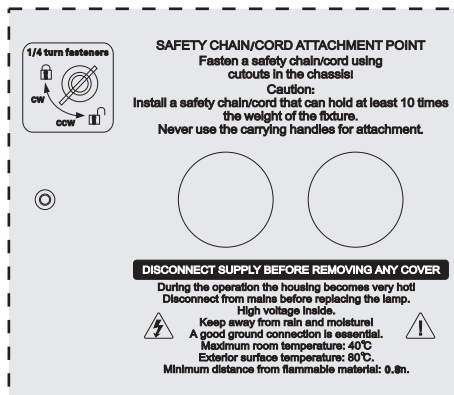 1/4 turn fasteners
CW
CCW
SAFETY CHAIN/CORD ATTACHMENT POINT
Fasten a safety chain/cord using
cutouts in the chassis!
Caution:
Install a safety chain/cord that can hold at least 10 times
the weight of the fixture.
Never use the carrying handles for attachment.
DISCONNECT SUPPLY BEFORE REMOVING ANY COVER
During the operation the housing becomes very hot!
Disconnect from mains before replacing the lamp.
High voltage inside.
Keep away from rain and moisture!
A good ground connection is essential.
Maximum room temperature: 40℃
Exterior surface temperature: 80℃.
Minimum distance from flammable material: 0.8m.